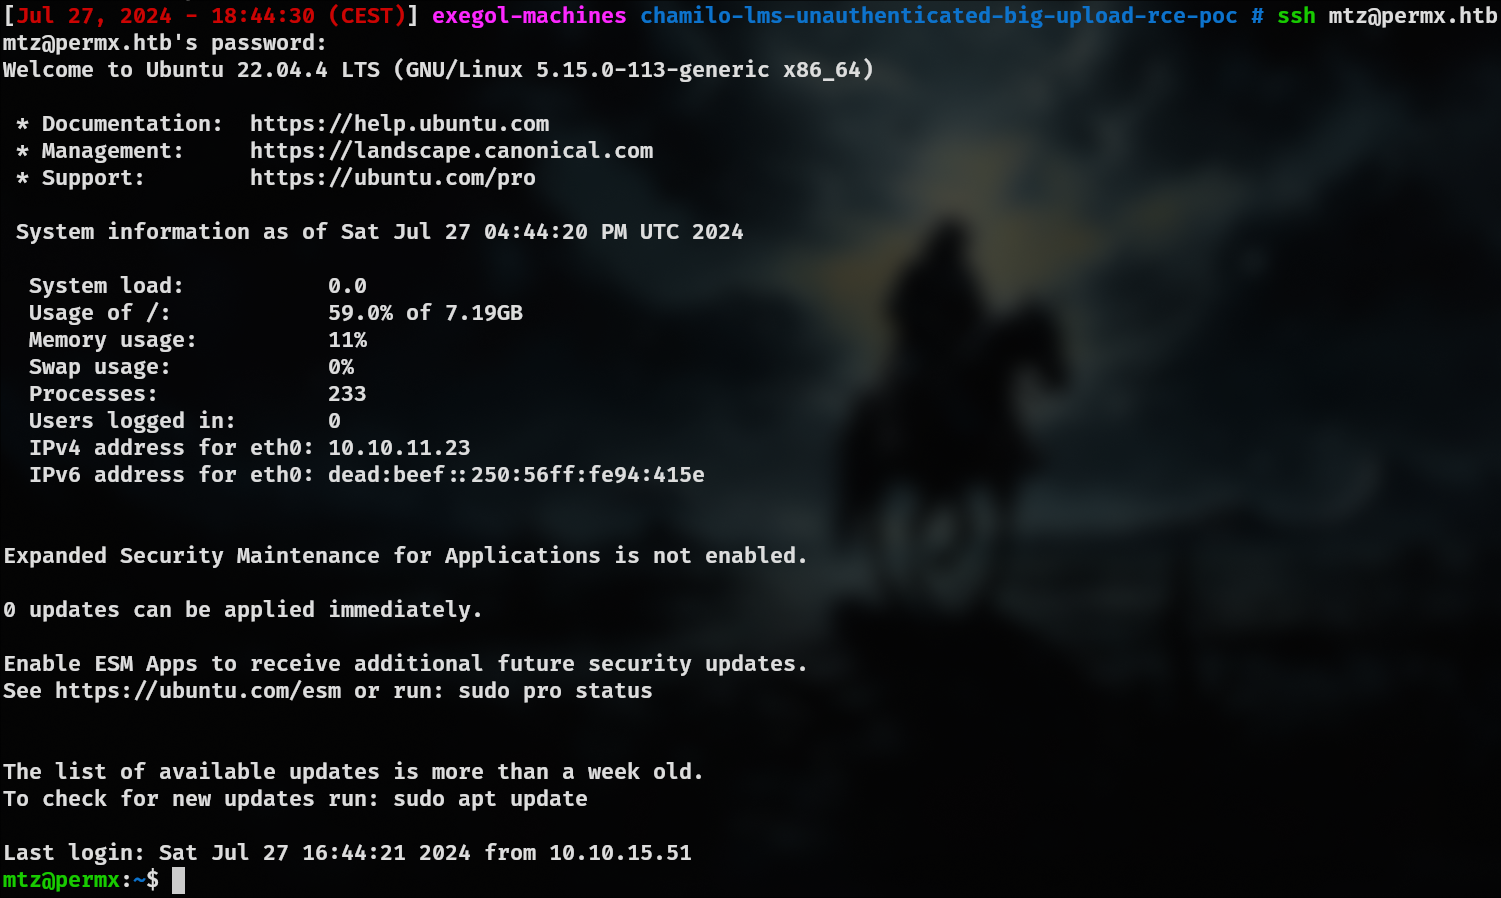 [Jul 27, 2024 - 18:44:30 (CEST)] exegol-machines chamilo-lms-unauthenticated-big-upload-rce-poc # ssh mtz@permx.htb
mtz@permx.htb's password:
Welcome to Ubuntu 22.04.4 LTS (GNU/Linux 5.15.0-113-generic x86_64)
* Documentation: https://help.ubuntu.com
* Management: https://landscape.canonical.com
* Support: https://ubuntu.com/pro
System information as of Sat Jul 27 04:44:20 PM UTC 2024
System load: 0.0
Usage of /: 59.0% of 7.19GB
Memory usage: 11%
Swap usage: 0%
Processes: 233
Users logged in: 0
IPv4 address for eth0: 10.10.11.23
IPv6 address for eth0: dead:beef::250:56ff:fe94:415e
Expanded Security Maintenance for Applications is not enabled.
0 updates can be applied immediately.
Enable ESM Apps to receive additional future security updates.
See https://ubuntu.com/esm or run: sudo pro status
The list of available updates is more than a week old.
To check for new updates run: sudo apt update
Last login: Sat Jul 27 16:44:21 2024 from 10.10.15.51
mtz@permx:~$